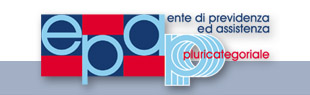 epap
ente di previdenza
ed assistenza
pluricategoriale